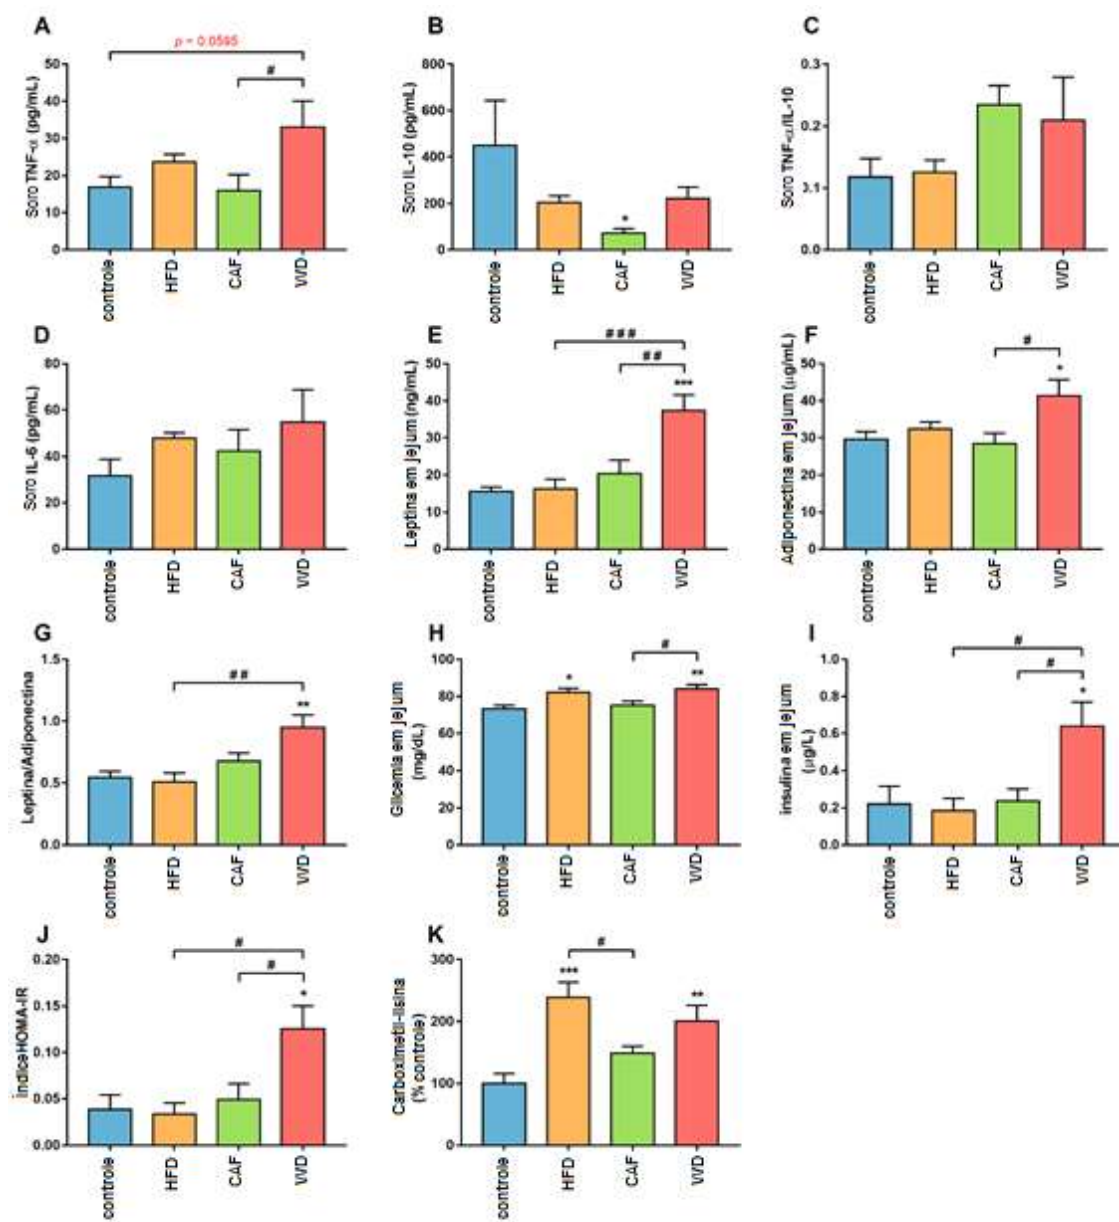 A
p = 0.0595
#
Soro TNF-α (pg/mL)
50
40
30
20
10
0
controle
HFD
CAF
WD
B
Soro IL-10 (pg/mL)
800
600
400
200
0
*
controle
HFD
CAF
WD
C
Soro TNF-α/IL-10
0.3
0.2
0.1
0.0
controle
HFD
CAF
WD
D
Soro IL-6 (pg/mL)
80
60
40
20
0
controle
HFD
CAF
WD
E
###
##
***
Leptina em jejum (ng/mL)
50
40
30
20
10
0
controle
HFD
CAF
WD
F
#
*
Adiponectina em jejum (µg/mL)
50
40
30
20
10
0
controle
HFD
CAF
WD
G
##
**
Leptina/Adiponectina
1.5
1.0
0.5
0.0
controle
HFD
CAF
WD
H
#
*
**
Glicemia em jejum
(mg/dL)
100
80
60
40
20
0
controle
HFD
CAF
WD
I
#
#
*
insulina em jejum
(µg/L)
1.0
0.8
0.6
0.4
0.2
0.0
controle
HFD
CAF
WD
J
#
#
*
ÍndiceHOMA-IR
0.20
0.15
0.10
0.05
0.00
controle
HFD
CAF
WD
K
#
***
**
Carboximetil-lisina
(% controle)
300
200
100
0
controle
HFD
CAF
WD